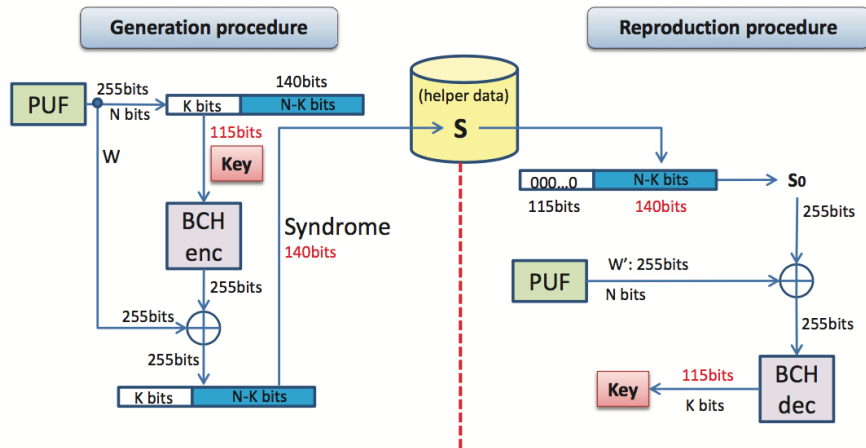 Generation procedure
Reproduction procedure
PUF
255bits
N bits
140bits
K bits
N-K bits
W
115bits
Key
BCH
enc
255bits
255bits
255bits
K bits
N-K bits
Syndrome
140bits
(helper data)
S
000...0
N-K bits
115bits
140bits
So
255bits
PUF
W': 255bits
N bits
255bits
BCH
dec
115bits
K bits
Key